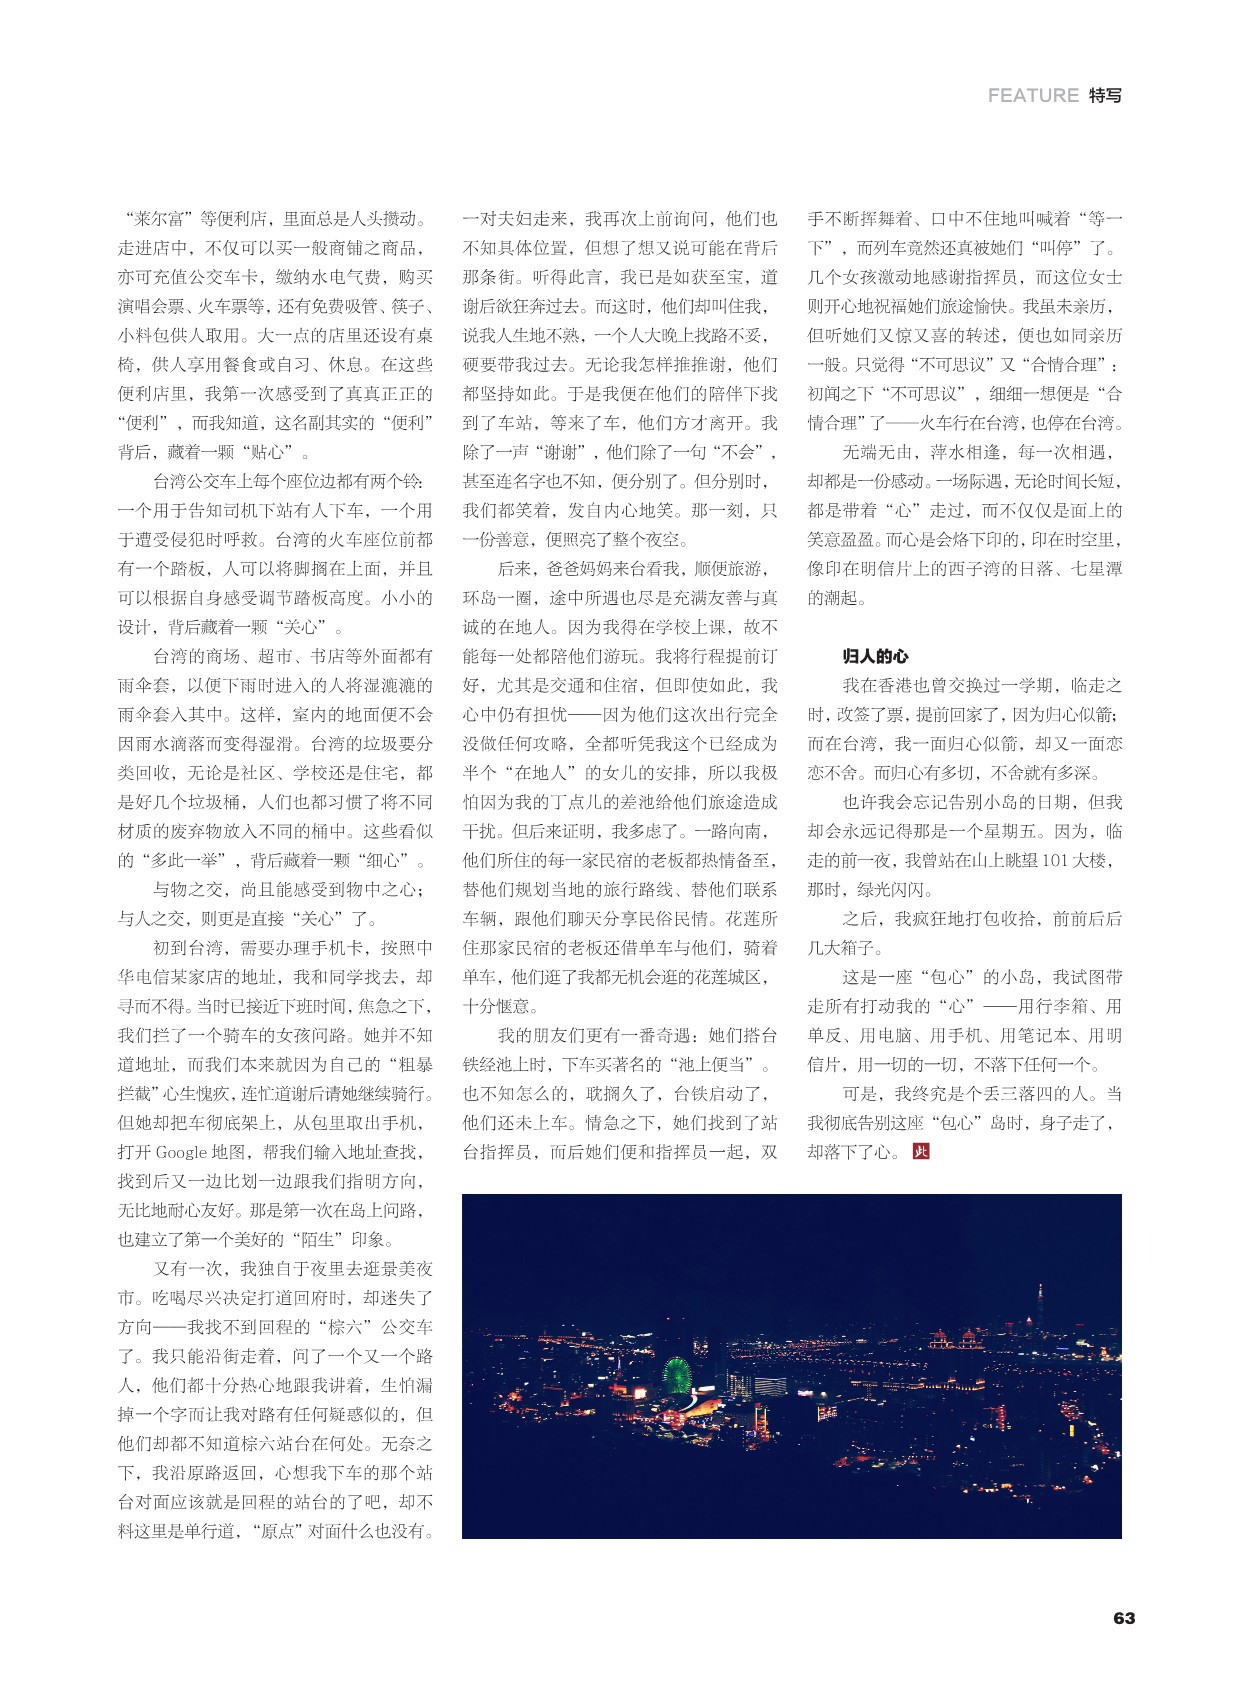 FEATURE 特写
“莱尔富”等便利店，里面总是人头攒动。
走进店中，不仅可以买一般商铺之商品，
亦可充值公交车卡，缴纳水电气费，购买
演唱会票、火车票等，还有免费吸管、筷子、
小料包供人取用。大一点的店里还设有桌
椅，供人享用餐食或自习、休息。在这些
便利店里，我第一次感受到了真真正正的
“便利”，而我知道，这名副其实的“便利”
背后，藏着一颗“贴心”。
台湾公交车上每个座位边都有两个铃：
一个用于告知司机下站有人下车，一个用
于遭受侵犯时呼救。台湾的火车座位前都
有一个踏板，人可以将脚搁在上面，并且
可以根据自身感受调节踏板高度。小小的
设计，背后藏着一颗“关心”。
台湾的商场、超市、书店等外面都有
雨伞套，以便下雨时进入的人将湿漉漉的
雨伞套入其中。这样，室内的地面便不会
因雨水滴落而变得湿滑。台湾的垃圾要分
类回收，无论是社区、学校还是住宅，都
是好几个垃圾桶，人们也都习惯了将不同
材质的废弃物放入不同的桶中。这些看似
的“多此一举”，背后藏着一颗“细心”。
与物之交，尚且能感受到物中之心；
与人之交，则更是直接“关心”了。
初到台湾，需要办理手机卡，按照中
华电信某家店的地址，我和同学找去，却
寻而不得。当时已接近下班时间，焦急之下，
我们拦了一个骑车的女孩问路。她并不知
道地址，而我们本来就因为自己的“粗暴
拦截”心生愧疚，连忙道谢后请她继续骑行。
但她却把车彻底架上，从包里取出手机，
打开 Google 地图，帮我们输入地址查找，
找到后又一边比划一边跟我们指明方向，
无比地耐心友好。那是第一次在岛上问路，
也建立了第一个美好的“陌生”印象。
又有一次，我独自于夜里去逛景美夜
市。吃喝尽兴决定打道回府时，却迷失了
方向——我找不到回程的“棕六”公交车
了。我只能沿街走着，问了一个又一个路
人，他们都十分热心地跟我讲着，生怕漏
掉一个字而让我对路有任何疑惑似的，但
他们却都不知道棕六站台在何处。无奈之
下，我沿原路返回，心想我下车的那个站
台对面应该就是回程的站台的了吧，却不
料这里是单行道，“原点”对面什么也没有。
一对夫妇走来，我再次上前询问，他们也
不知具体位置，但想了想又说可能在背后
那条街。听得此言，我已是如获至宝，道
谢后欲狂奔过去。而这时，他们却叫住我，
说我人生地不熟，一个人大晚上找路不妥，
硬要带我过去。无论我怎样推推谢，他们
都坚持如此。于是我便在他们的陪伴下找
到了车站，等来了车，他们方才离开。我
除了一声“谢谢”，他们除了一句“不会”，
甚至连名字也不知，便分别了。但分别时，
我们都笑着，发自内心地笑。那一刻，只
一份善意，便照亮了整个夜空。
后来，爸爸妈妈来台看我，顺便旅游，
环岛一圈，途中所遇也尽是充满友善与真
诚的在地人。因为我得在学校上课，故不
能每一处都陪他们游玩。我将行程提前订
好，尤其是交通和住宿，但即使如此，我
心中仍有担忧——因为他们这次出行完全
没做任何攻略，全都听凭我这个已经成为
半个“在地人”的女儿的安排，所以我极
怕因为我的丁点儿的差池给他们旅途造成
干扰。但后来证明，我多虑了。一路向南，
他们所住的每一家民宿的老板都热情备至，
替他们规划当地的旅行路线、替他们联系
车辆，跟他们聊天分享民俗民情。花莲所
住那家民宿的老板还借单车与他们，骑着
单车，他们逛了我都无机会逛的花莲城区，
十分惬意。
我的朋友们更有一番奇遇：她们搭台
铁经池上时，下车买著名的“池上便当”。
也不知怎么的，耽搁久了，台铁启动了，
他们还未上车。情急之下，她们找到了站
台指挥员，而后她们便和指挥员一起，双
手不断挥舞着、口中不住地叫喊着“等一
下”，而列车竟然还真被她们“叫停”了。
几个女孩激动地感谢指挥员，而这位女士
则开心地祝福她们旅途愉快。我虽未亲历，
但听她们又惊又喜的转述，便也如同亲历
一般。只觉得“不可思议”又“合情合理”：
初闻之下“不可思议”，细细一想便是“合
情合理”了——火车行在台湾，也停在台湾。
无端无由，萍水相逢，每一次相遇，
却都是一份感动。一场际遇，无论时间长短，
都是带着“心”走过，而不仅仅是面上的
笑意盈盈。而心是会烙下印的，印在时空里，
像印在明信片上的西子湾的日落、七星潭
的潮起。
归人的心
我在香港也曾交换过一学期，临走之
时，改签了票，提前回家了，因为归心似箭；
而在台湾，我一面归心似箭，却又一面恋
恋不舍。而归心有多切，不舍就有多深。
也许我会忘记告别小岛的日期，但我
却会永远记得那是一个星期五。因为，临
走的前一夜，我曾站在山上眺望 101 大楼，
那时，绿光闪闪。
之后，我疯狂地打包收拾，前前后后
几大箱子。
这是一座“包心”的小岛，我试图带
走所有打动我的“心”——用行李箱、用
单反、用电脑、用手机、用笔记本、用明
信片，用一切的一切，不落下任何一个。
可是，我终究是个丢三落四的人。当
我彻底告别这座“包心”岛时，身子走了，
却落下了心。 此
63